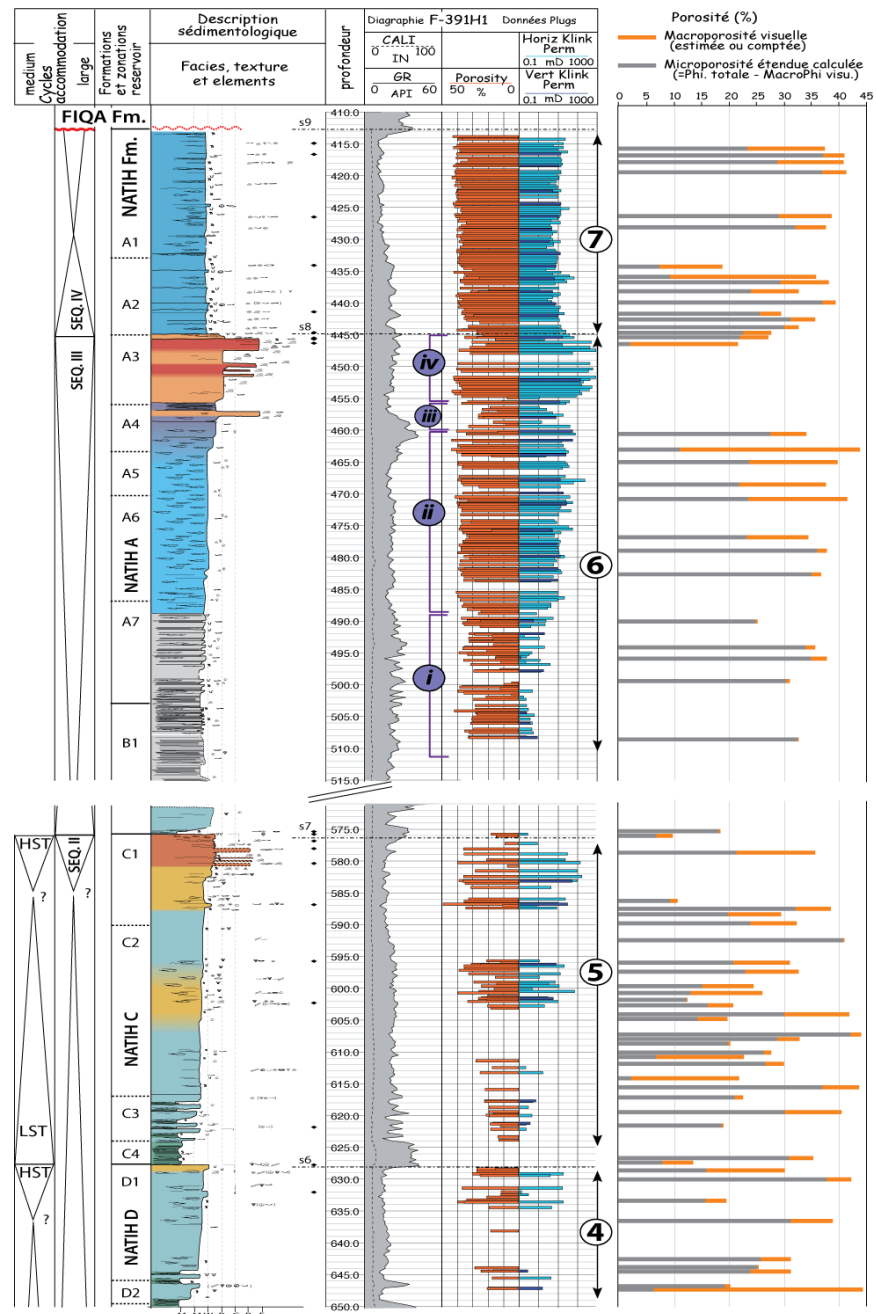 medium
Cycles
accommodation
large
Formations
et zonations
reservoir
Description
sédimentologique
Facies, texture
et elements
profondeur
Diagraphie F-391H1 Données Plugs
CALI
0 100
IN
GR
0 60
API
Porosity
50 % 0
Horiz Klink
Perm
0.1 mD 1000
Vert Klink
Perm
0.1 mD 1000
Porosité (%)
Macroporosité visuelle
(estimée ou comptée)
Microporosité étendue calculée
(=Phi. totale - MacroPhi visu.)
0 5 10 15 20 25 30 35 40 45
FIQA Fm.
NATIH Fm.
A1
A2
A3
A4
A5
A6
NATIH A
A7
B1
SEQ. IV
SEQ. III
s9
s8
410.0
415.0
420.0
425.0
430.0
435.0
440.0
445.0
450.0
455.0
460.0
465.0
470.0
475.0
480.0
485.0
490.0
495.0
500.0
505.0
510.0
515.0
iv
iii
ii
i
7
6
HST
SEQ. II
?
?
LST
HST
?
C1
C2
NATIH C
C3
C4
D1
NATIH D
D2
s7
s6
575.0
580.0
585.0
590.0
595.0
600.0
605.0
610.0
615.0
620.0
625.0
630.0
635.0
640.0
645.0
650.0
5
4